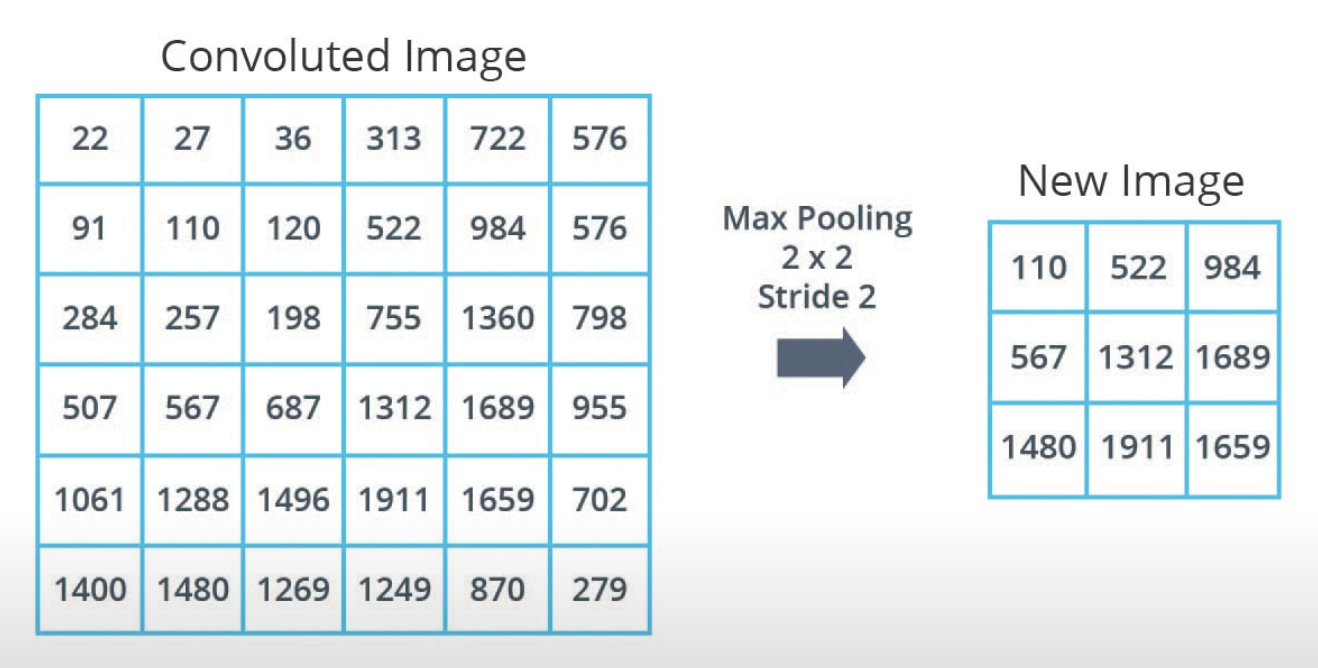 Convoluted Image
22 27 36 313 722 576
91 110 120 522 984 576
284 257 198 755 1360 798
507 567 687 1312 1689 955
1061 1288 1496 1911 1659 702
1400 1480 1269 1249 870 279
Max Pooling
2 x 2
Stride 2
New Image
110 522 984
567 1312 1689
1480 1911 1659